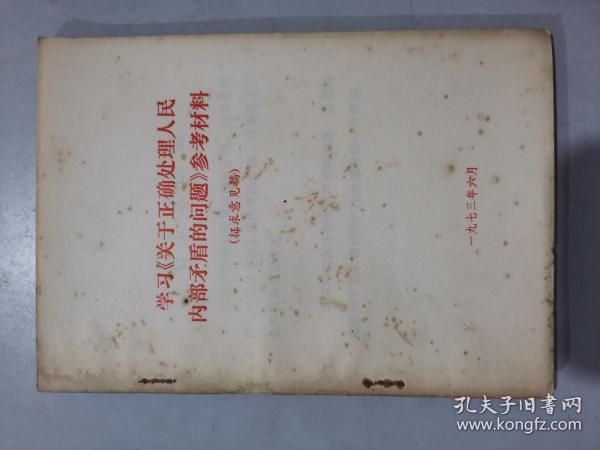 学习《关于正确处理人民
内部矛盾的问题》参考材料
(征求意见稿)
一九七三年六月
孔夫子旧书网
www.kongfz.com